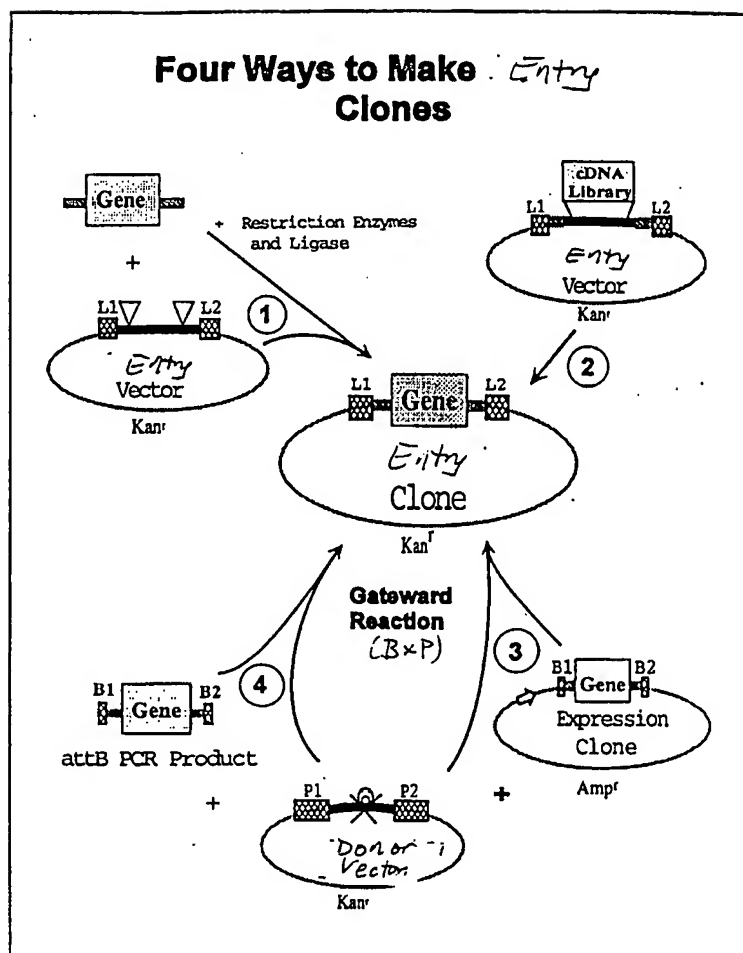 Four Ways to Make Entry
Clones
Gene
+ Restriction Enzymes
and Ligase
+
L1 L2
Entry
Vector
Kanʳ
1
cDNA
Library
L1 L2
Entry
Vector
Kanʳ
2
L1 Gene L2
Entry
Clone
Kanʳ
Gateward
Reaction
(B×P)
4
3
B1 Gene B2
attB PCR Product
+
P1 P2
Donor
Vector
Kanʳ
+
B1 Gene B2
Expression
Clone
Ampʳ